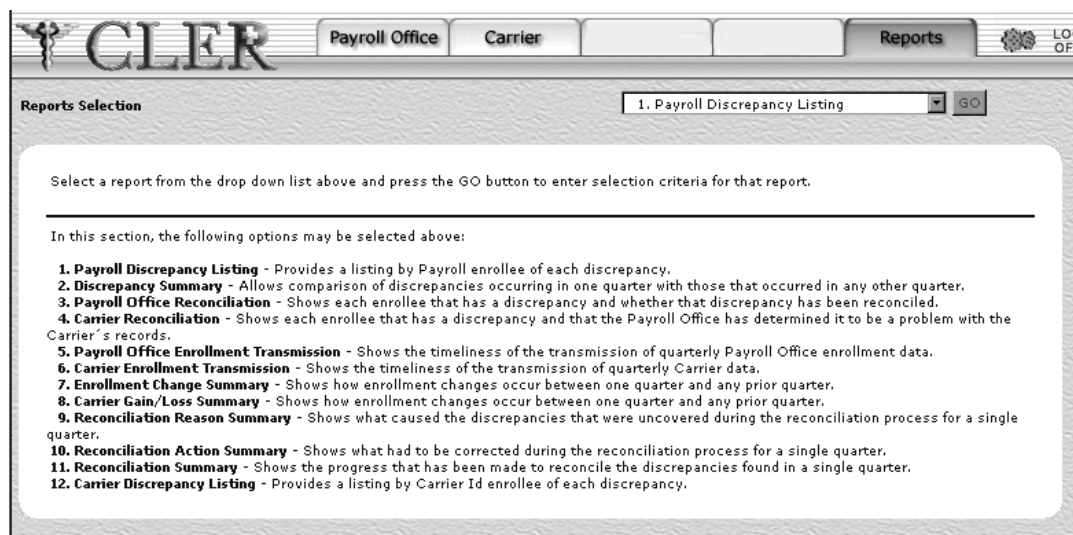 CLER
Payroll Office
Carrier
Reports
LO
OF
Reports Selection
1. Payroll Discrepancy Listing
GO
Select a report from the drop down list above and press the GO button to enter selection criteria for that report.
In this section, the following options may be selected above:
1. Payroll Discrepancy Listing - Provides a listing by Payroll enrollee of each discrepancy.
2. Discrepancy Summary - Allows comparison of discrepancies occurring in one quarter with those that occurred in any other quarter.
3. Payroll Office Reconciliation - Shows each enrollee that has a discrepancy and whether that discrepancy has been reconciled.
4. Carrier Reconciliation - Shows each enrollee that has a discrepancy and that the Payroll Office has determined it to be a problem with the
Carrier´s records.
5. Payroll Office Enrollment Transmission - Shows the timeliness of the transmission of quarterly Payroll Office enrollment data.
6. Carrier Enrollment Transmission - Shows the timeliness of the transmission of quarterly Carrier data.
7. Enrollment Change Summary - Shows how enrollment changes occur between one quarter and any prior quarter.
8. Carrier Gain/Loss Summary - Shows how enrollment changes occur between one quarter and any prior quarter.
9. Reconciliation Reason Summary - Shows what caused the discrepancies that were uncovered during the reconciliation process for a single
quarter.
10. Reconciliation Action Summary - Shows what had to be corrected during the reconciliation process for a single quarter.
11. Reconciliation Summary - Shows the progress that has been made to reconcile the discrepancies found in a single quarter.
12. Carrier Discrepancy Listing - Provides a listing by Carrier Id enrollee of each discrepancy.